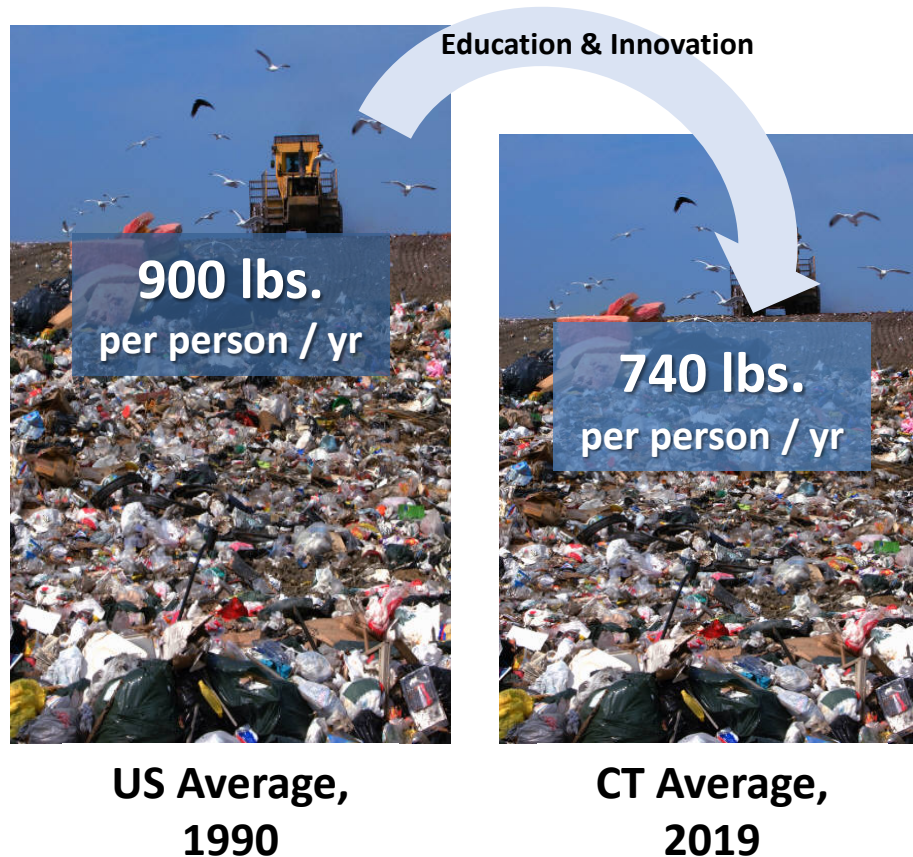 Education & Innovation
900 lbs.
per person / yr
740 lbs.
per person / yr
US Average,
1990
CT Average,
2019